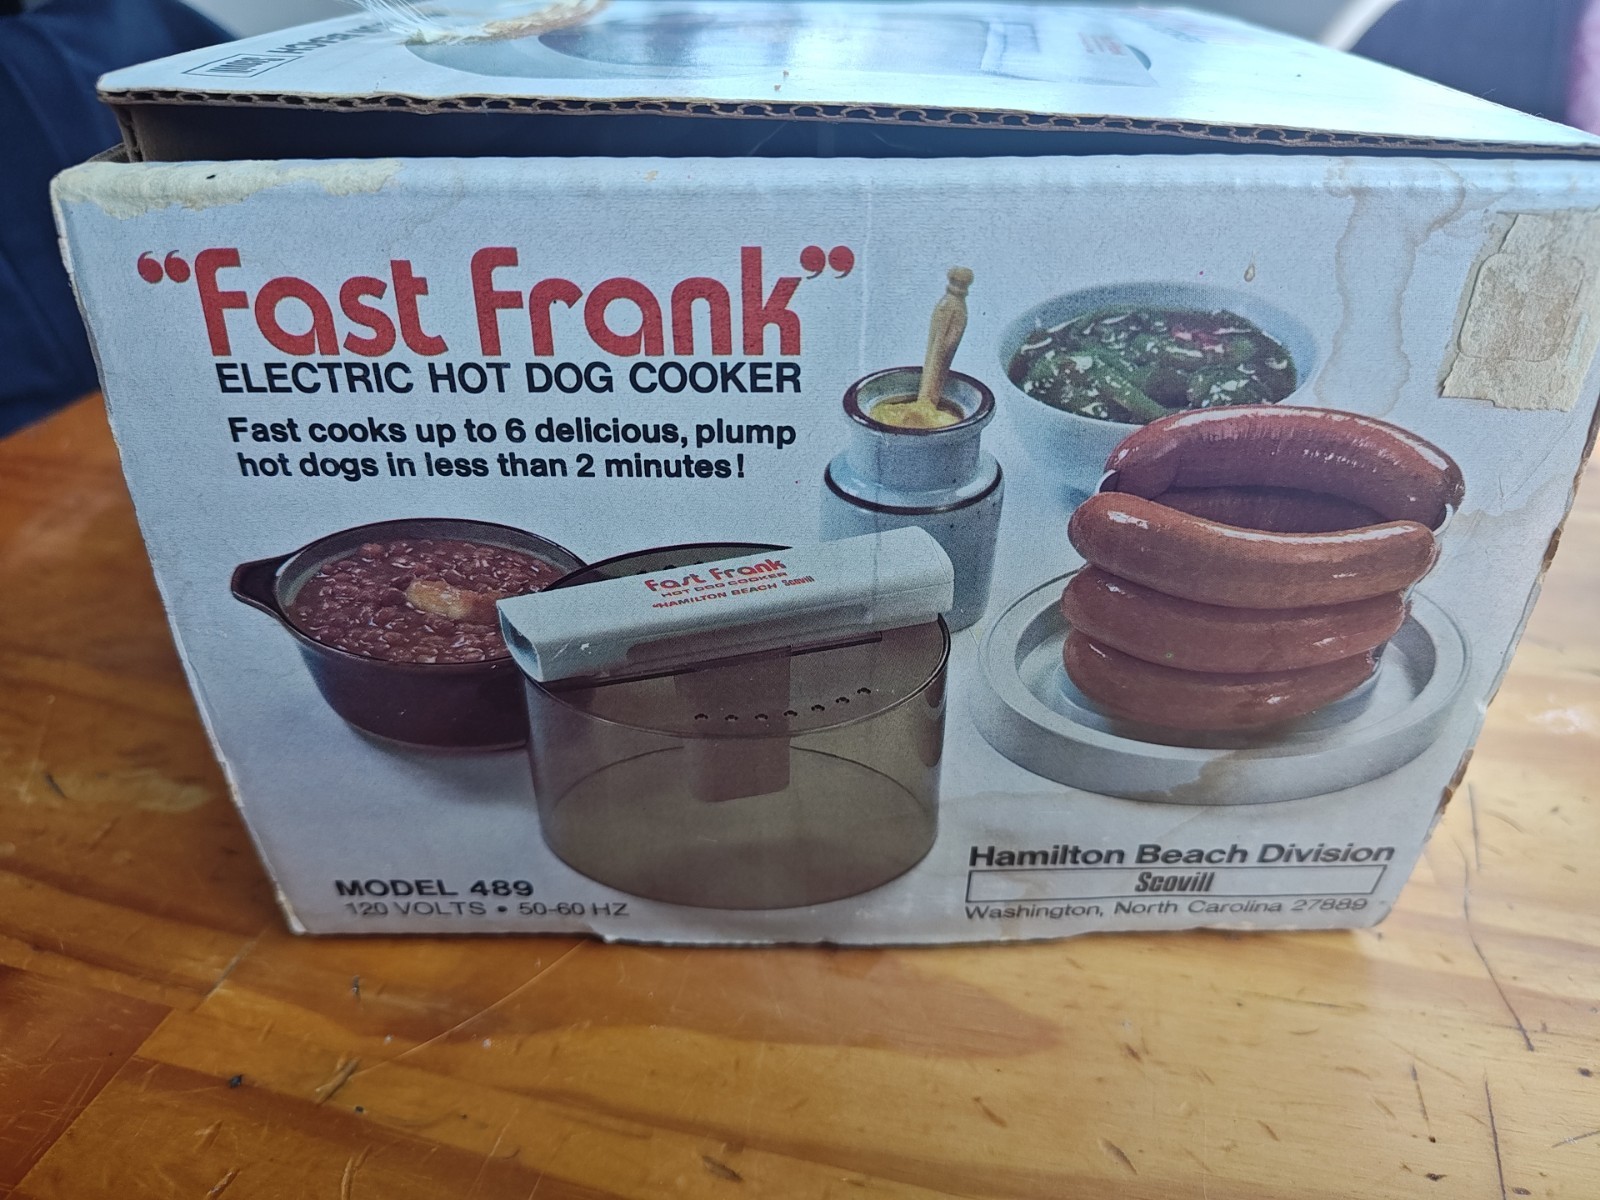 “Fast Frank”
ELECTRIC HOT DOG COOKER
Fast cooks up to 6 delicious, plump
hot dogs in less than 2 minutes!
Fast Frank
HOT DOG COOKER
HAMILTON BEACH Scovill
MODEL 489
120 VOLTS • 50-60 HZ
Hamilton Beach Division
Scovill
Washington, North Carolina 27889